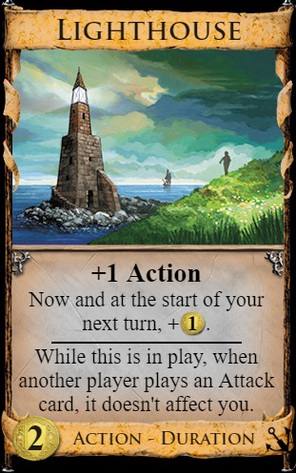 LIGHTHOUSE
+1 Action
Now and at the start of your
next turn, +1.
While this is in play, when
another player plays an Attack
card, it doesn't affect you.
2 ACTION - DURATION